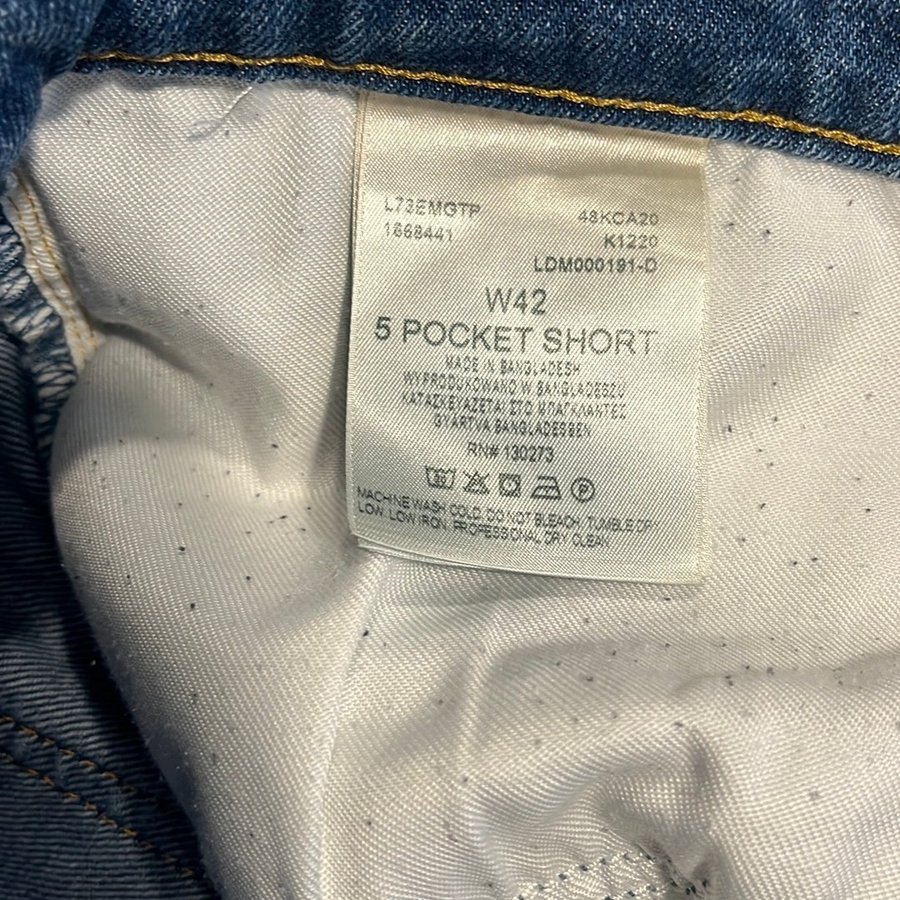 L73EMGTP 48KCA20
1668441 K1220
LDM000191-D
W42
5 POCKET SHORT
MADE IN BANGLADESH
WYPRODUKOWANO W BANGLADESZU
ΚΑΤΑΣΚΕΥΑΖΕΤΑΙ ΣΤΟ ΜΠΑΓΚΛΑΝΤΕΣ
GYÁRTVA BANGLADESBEN
RN# 130273
MACHINE WASH COLD. DO NOT BLEACH. TUMBLE DRY
LOW. LOW IRON. PROFESSIONAL DRY CLEAN